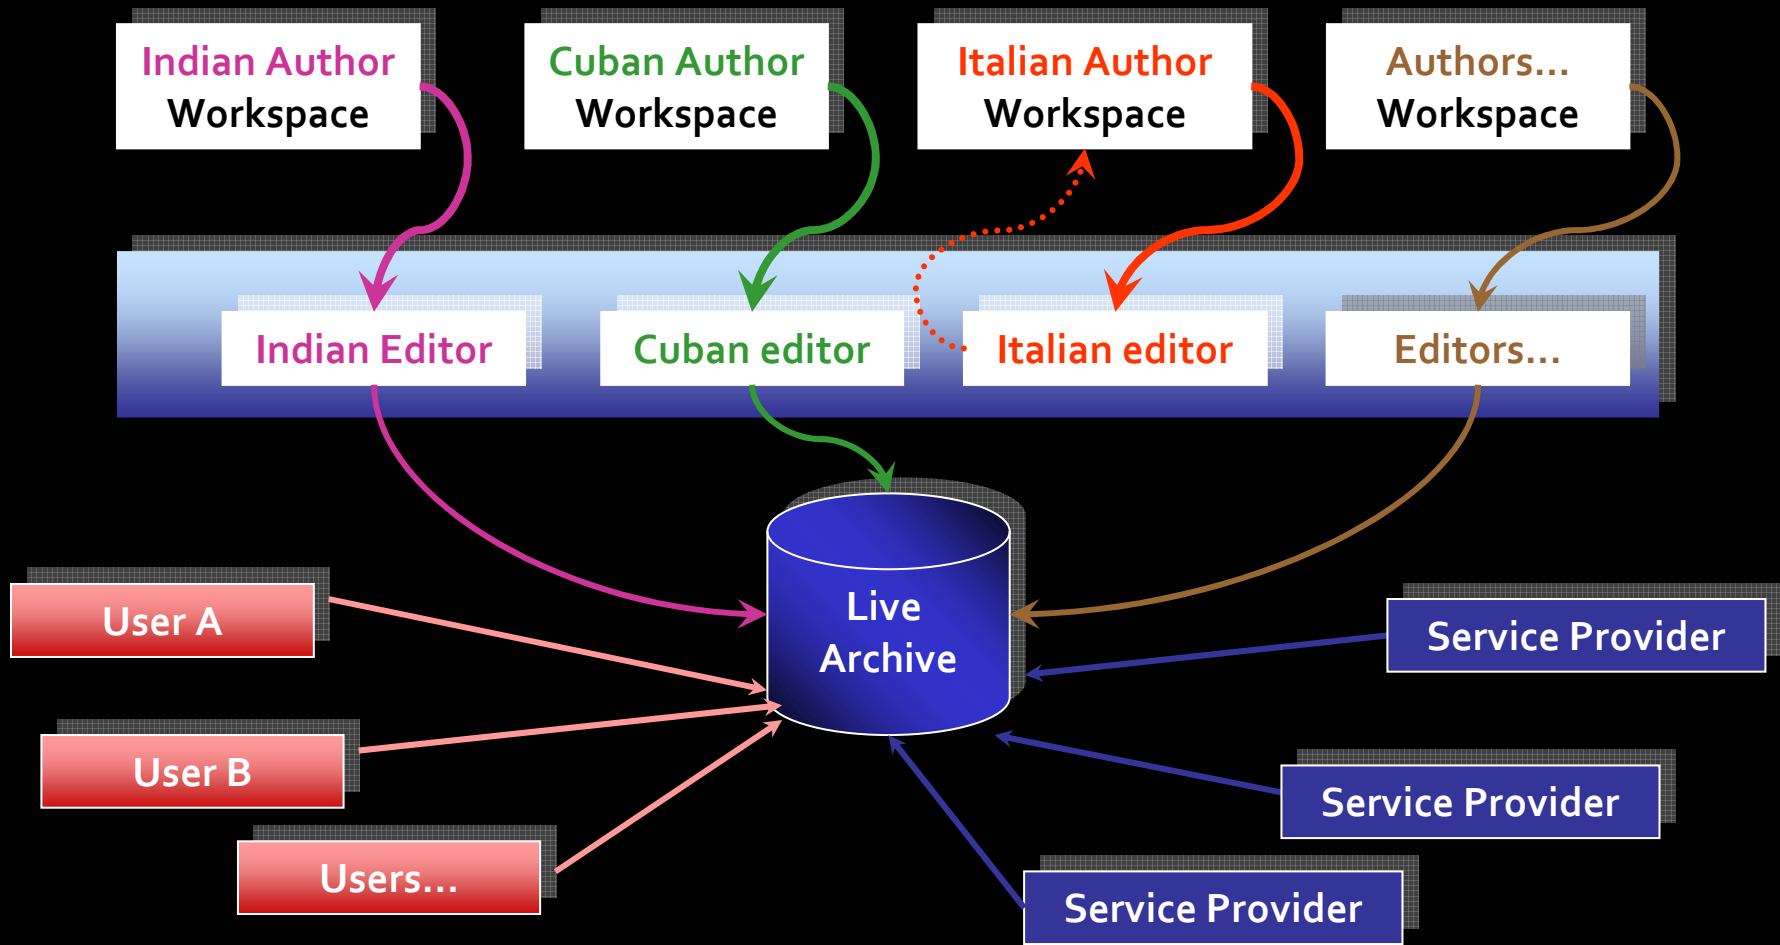 Indian Author
Workspace
Cuban Author
Workspace
Italian Author
Workspace
Authors...
Workspace
Indian Editor
Cuban editor
Italian editor
Editors...
Live
Archive
User A
User B
Users...
Service Provider
Service Provider
Service Provider